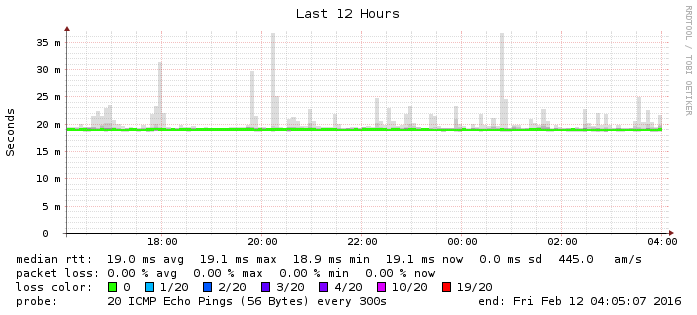 Last 12 Hours
RRDTOOL / TOBI OETIKER
Seconds
35 m
30 m
25 m
20 m
15 m
10 m
5 m
0
18:00 20:00 22:00 00:00 02:00 04:00
median rtt: 19.0 ms avg 19.1 ms max 18.9 ms min 19.1 ms now 0.0 ms sd 445.0 am/s
packet loss: 0.00 % avg 0.00 % max 0.00 % min 0.00 % now
loss color: 0 1/20 2/20 3/20 4/20 10/20 19/20
probe: 20 ICMP Echo Pings (56 Bytes) every 300s end: Fri Feb 12 04:05:07 2016